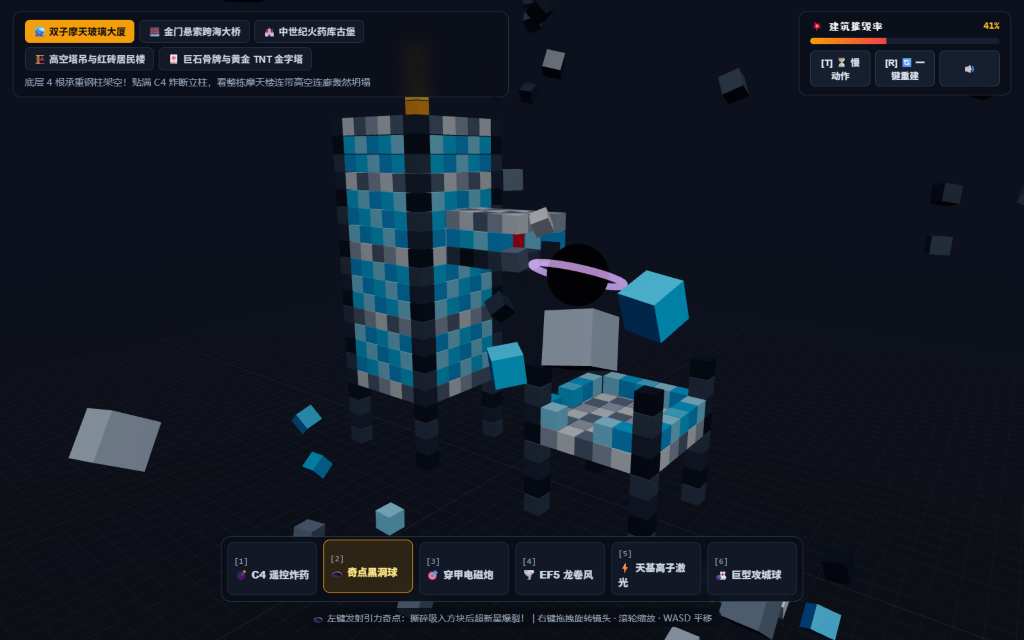 双子摩天玻璃大厦
金门悬索跨海大桥
中世纪火药库古堡
高空塔吊与红砖居民楼
巨石骨牌与黄金 TNT 金字塔
底层 4 根承重钢柱架空！贴满 C4 炸断立柱，看整栋摩天楼连带高空连廊轰然坍塌
建筑摧毁率
41%
[T] ⏳ 慢动作
[R] 🔄 一键重建
[1]
C4 遥控炸药
[2]
奇点黑洞球
[3]
穿甲电磁炮
[4]
EF5 龙卷风
[5]
天基离子激光
[6]
巨型攻城球
左键发射引力奇点：撕碎吸入方块后超新星爆裂！ | 右键拖拽旋转镜头 · 滚轮缩放 · WASD 平移